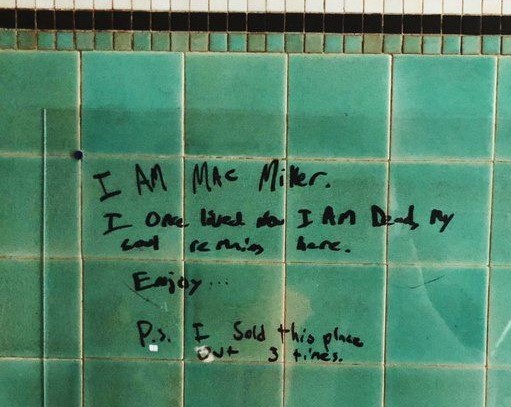 I AM MAC Miller.
I Once lived now I AM Dead, my
soul remains here.
Enjoy...
P.s. I Sold this place
out 3 times.